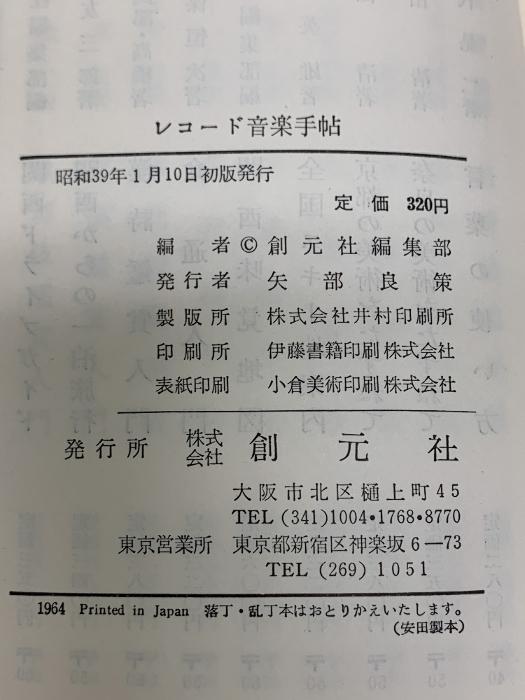 レコード音楽手帖
昭和39年1月10日初版発行
定価 320円
編者 © 創元社編集部
発行者 矢部良策
製版所 株式会社井村印刷所
印刷所 伊藤書籍印刷株式会社
表紙印刷 小倉美術印刷株式会社
発行所 株式会社 創元社
大阪市北区樋上町45
TEL (341)1004・1768・8770
東京営業所 東京都新宿区神楽坂6—73
TEL (269)1051
1964 Printed in Japan 落丁・乱丁本はおとりかえいたします。
(安田製本)